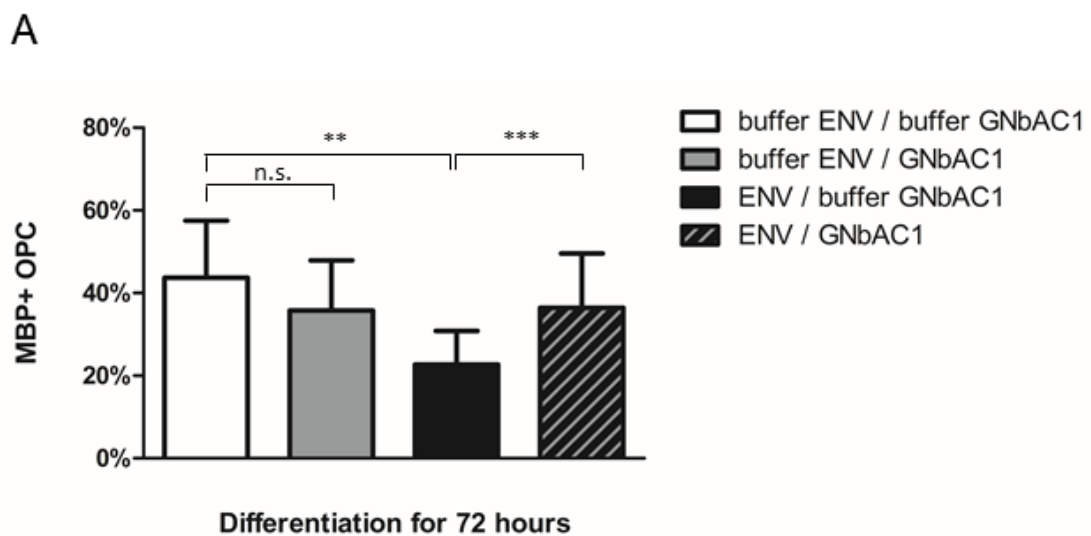 A
80%
60%
40%
20%
0%
MBP+ OPC
**
***
n.s.
Differentiation for 72 hours
buffer ENV / buffer GNbAC1
buffer ENV / GNbAC1
ENV / buffer GNbAC1
ENV / GNbAC1